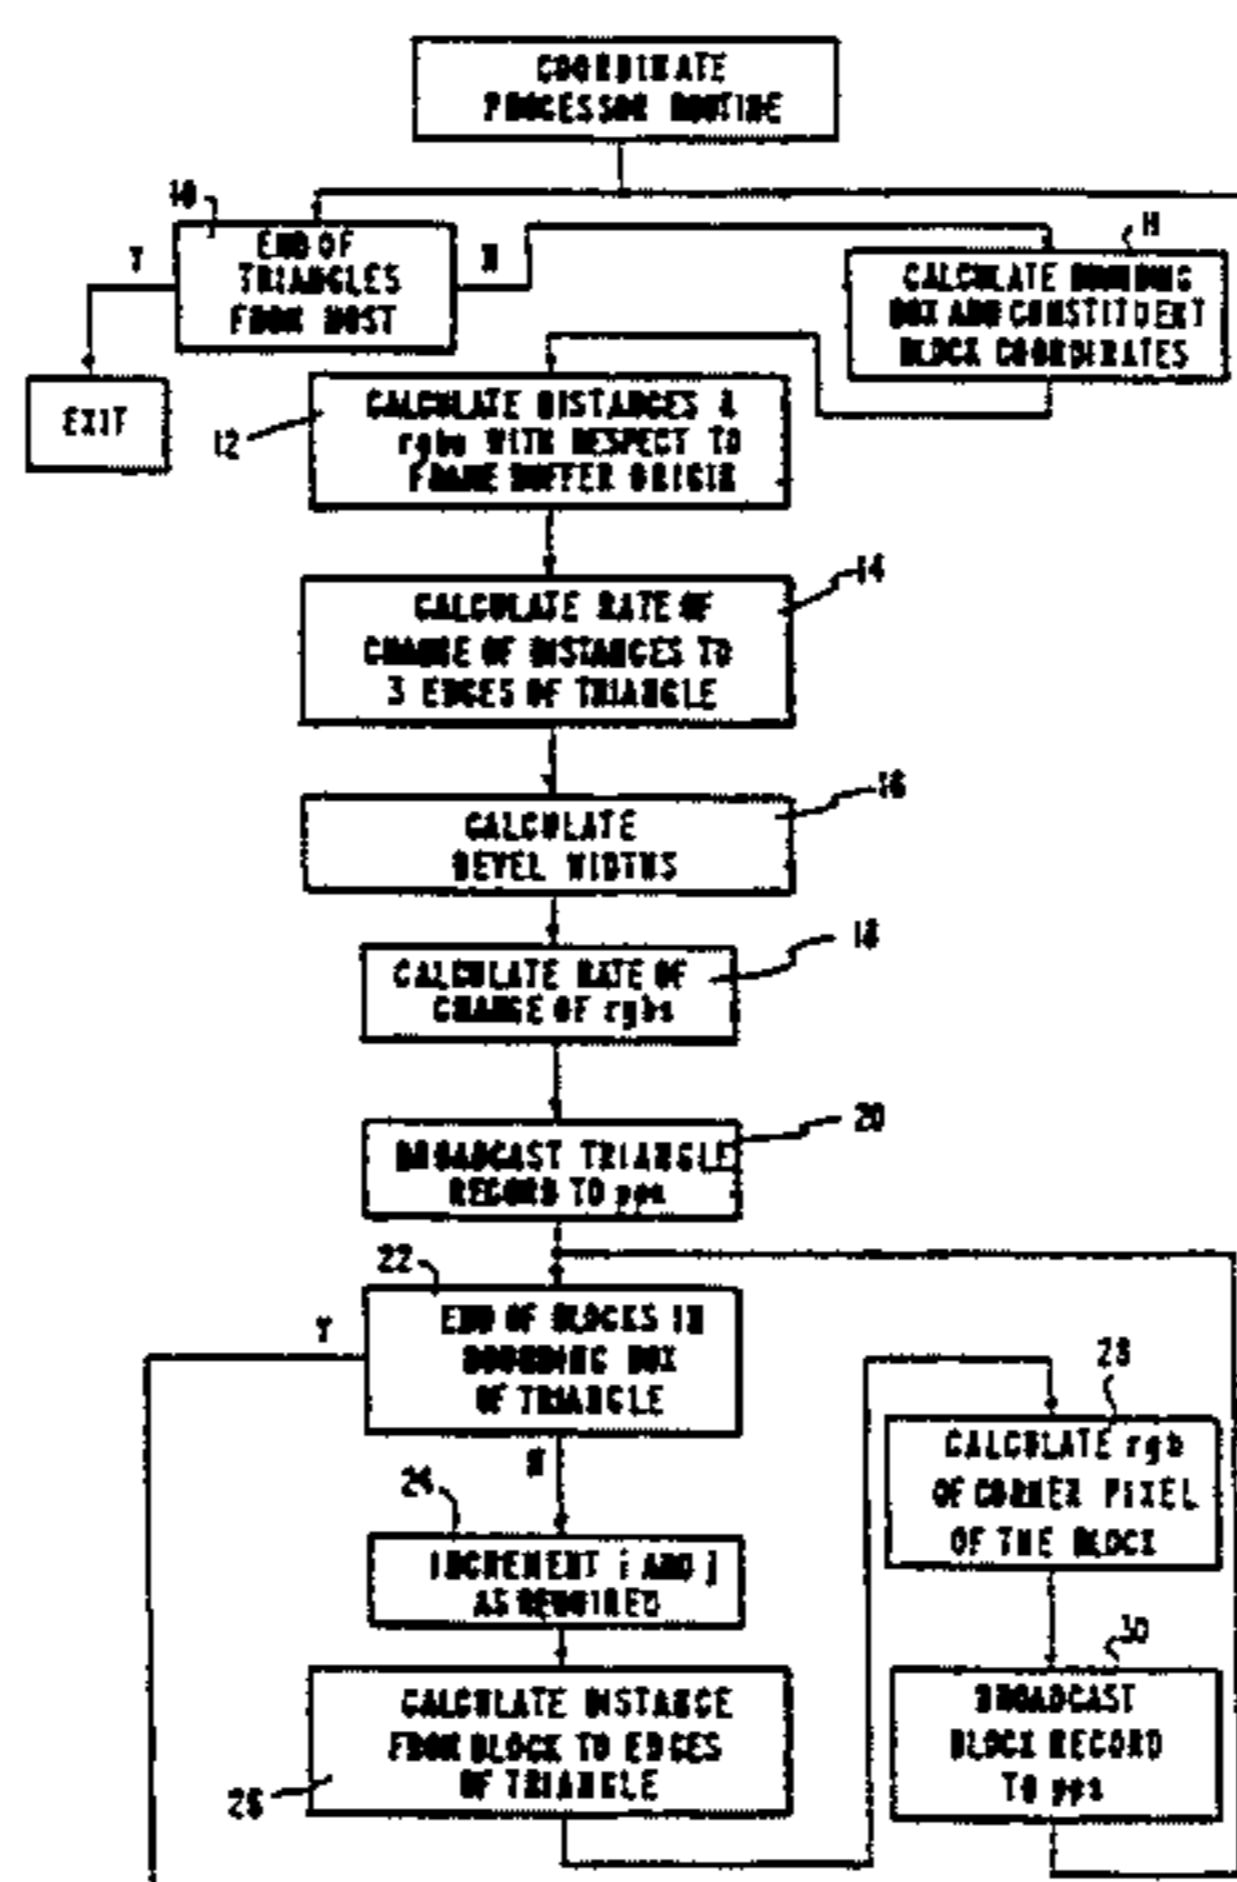 COORDINATE
PROCESSOR ROUTINE
10
END OF
TRIANGLES
FROM HOST
Y
N
EXIT
CALCULATE BOUNDING
BOX AND CONSTITUENT
BLOCK COORDINATES
12
CALCULATE DISTANCES &
rgbs WITH RESPECT TO
FRAME BUFFER ORIGIN
14
CALCULATE RATE OF
CHANGE OF DISTANCES TO
3 EDGES OF TRIANGLE
16
CALCULATE
BEVEL WIDTHS
18
CALCULATE RATE OF
CHANGE OF rgbs
20
BROADCAST TRIANGLE
RECORD TO pps
22
END OF BLOCKS IN
BOUNDING BOX
OF TRIANGLE
Y
N
24
INCREMENT i AND j
AS REQUIRED
26
CALCULATE DISTANCE
FROM BLOCK TO EDGES
OF TRIANGLE
28
CALCULATE rgb
OF CORNER PIXEL
OF THE BLOCK
30
BROADCAST
BLOCK RECORD
TO pps